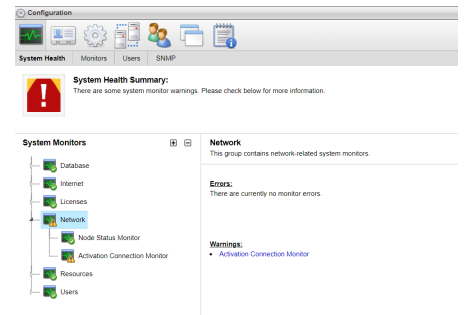 Configuration
System Health Monitors Users SNMP
System Health Summary:
There are some system monitor warnings. Please check below for more information.
System Monitors
Database
Internet
Licenses
Network
Node Status Monitor
Activation Connection Monitor
Resources
Users
Network
This group contains network-related system monitors.
Errors:
There are currently no monitor errors.
Warnings:
• Activation Connection Monitor